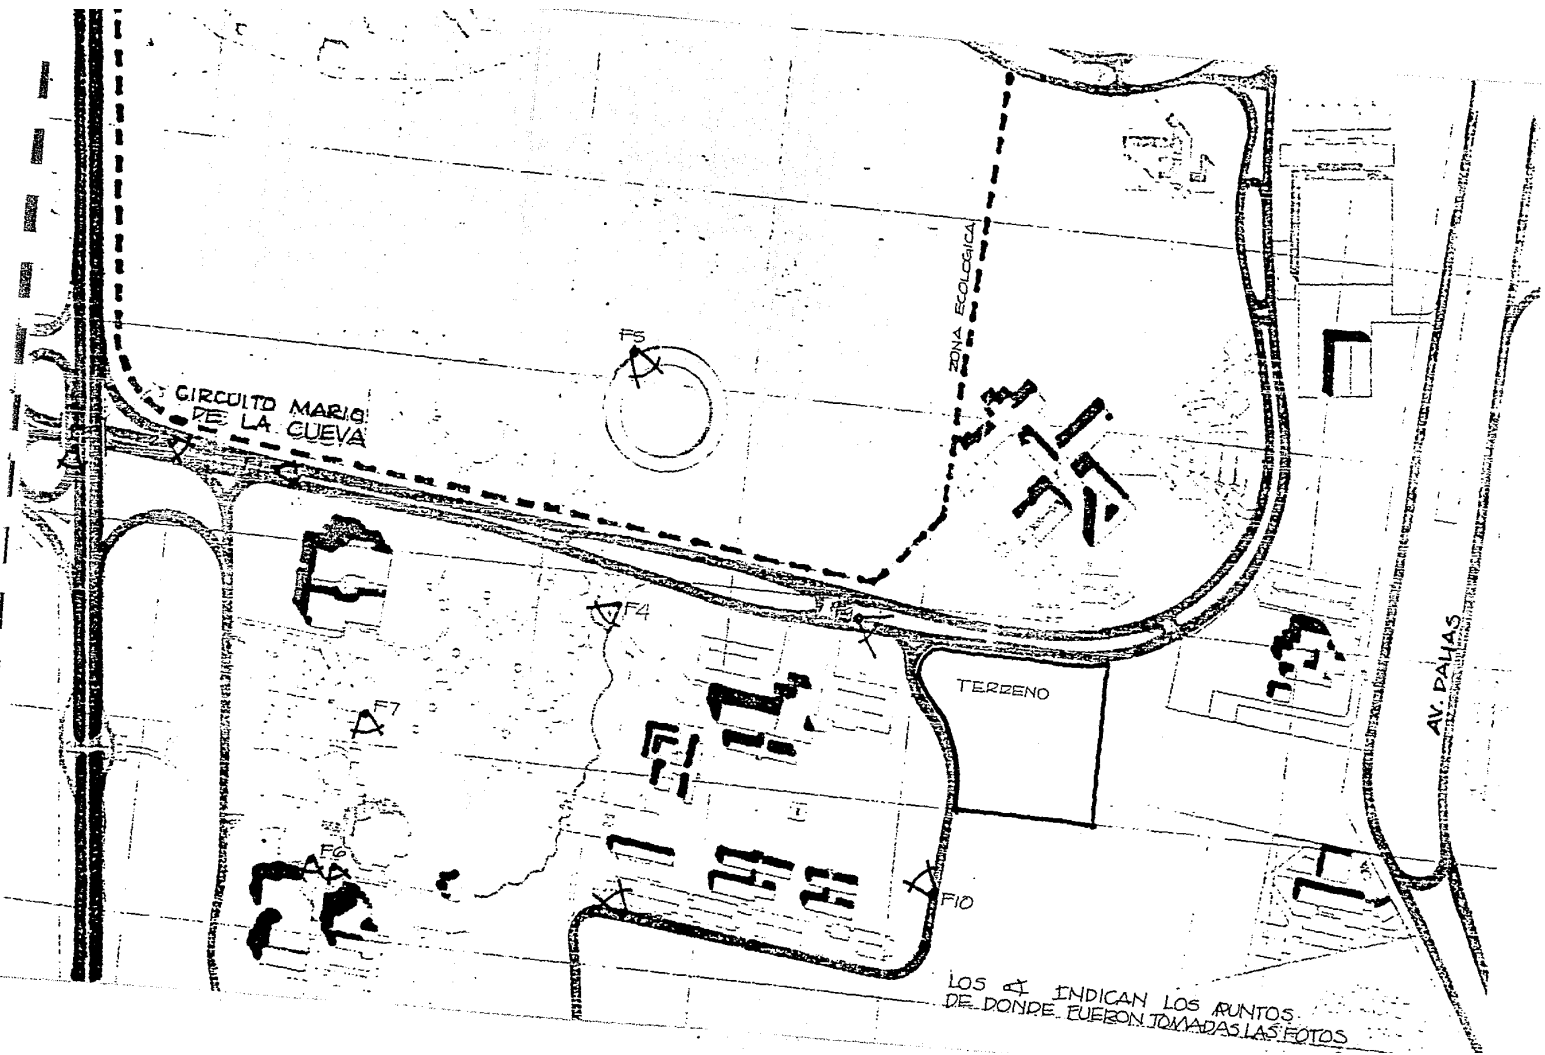 ZONA ECOLOGICA
F5
CIRCUITO MARIO
DE LA CUEVA
F4
F9
TERRENO
AV. DALIAS
F7
F6
F10
LOS INDICAN LOS PUNTOS
DE DONDE FUERON TOMADAS LAS FOTOS